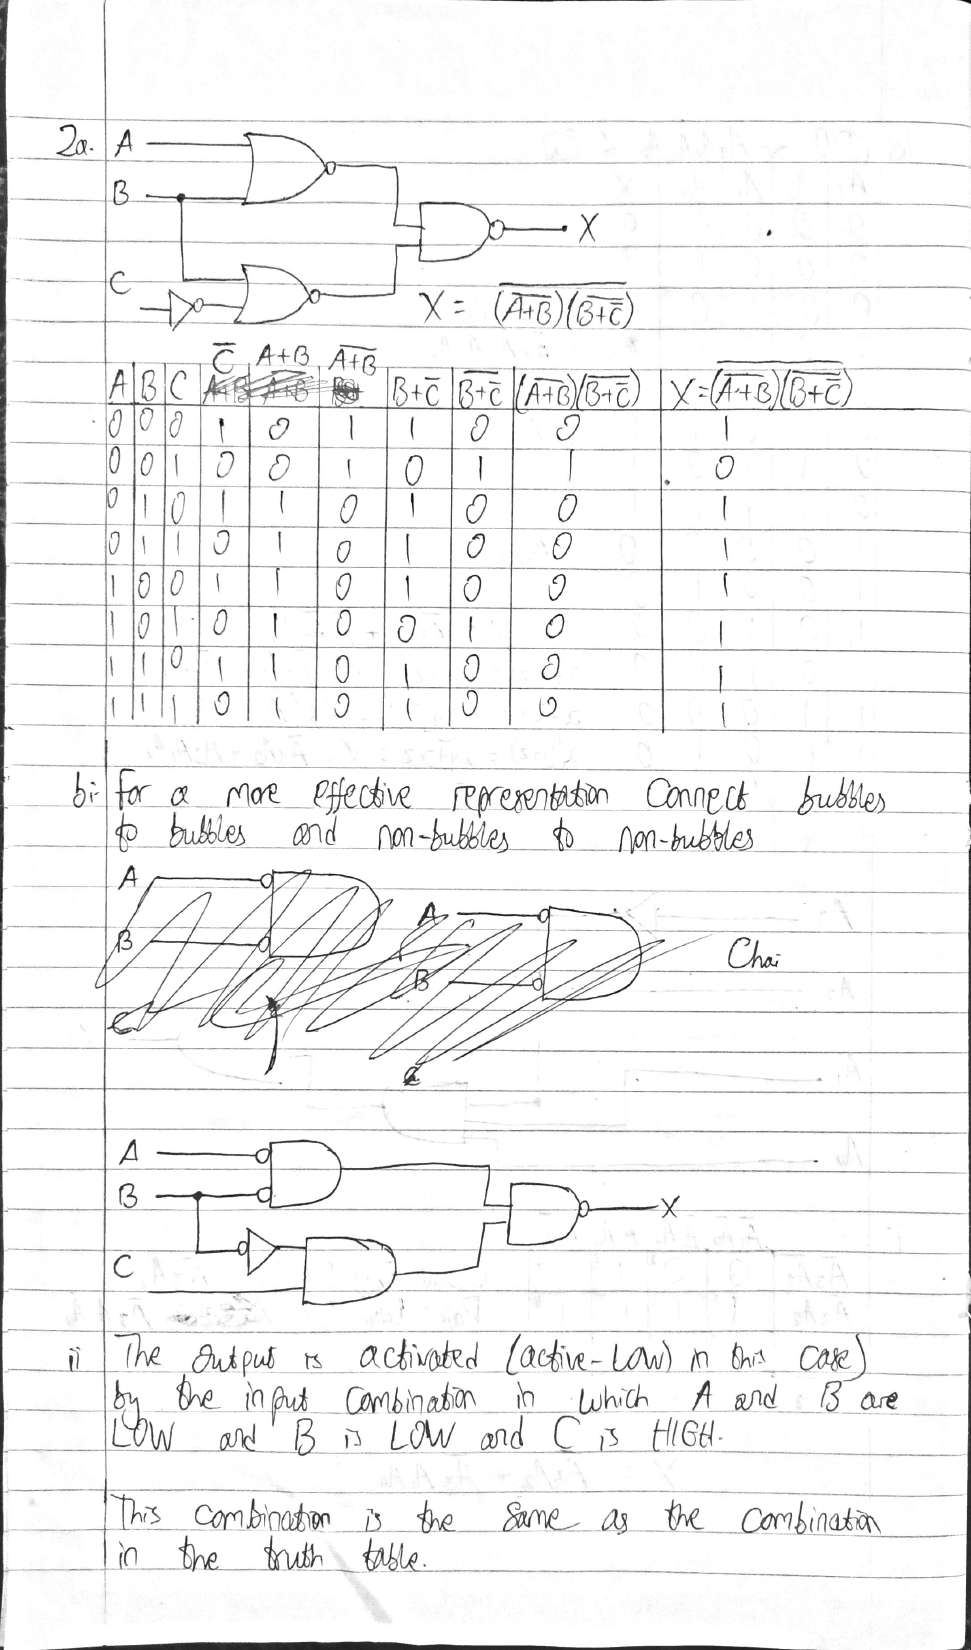 2a. A
B
C
X
X = \overline{(\overline{A+B})(\overline{B+\overline{C}})}
A B C \overline{C} A+B \overline{A+B} B+\overline{C} \overline{B+\overline{C}} (\overline{A+B})(\overline{B+\overline{C}}) X=\overline{(\overline{A+B})(\overline{B+\overline{C}})}
0 0 0 1 0 1 1 0 0 1
0 0 1 0 0 1 0 1 1 0
0 1 0 1 1 0 1 0 0 1
0 1 1 0 1 0 1 0 0 1
1 0 0 1 1 0 1 0 0 1
1 0 1 0 1 0 0 1 0 1
1 1 0 1 1 0 1 0 0 1
1 1 1 0 1 0 1 0 0 1
bi- for a more effective representation Connect bubbles
to bubbles and non-bubbles to non-bubbles
A
B
C
A
B
Chai
A
B
C
X
ii The output is activated (active-Low) in this case)
by the input combination in which A and B are
LOW and B is LOW and C is HIGH.
This combination is the same as the combination
in the truth table.